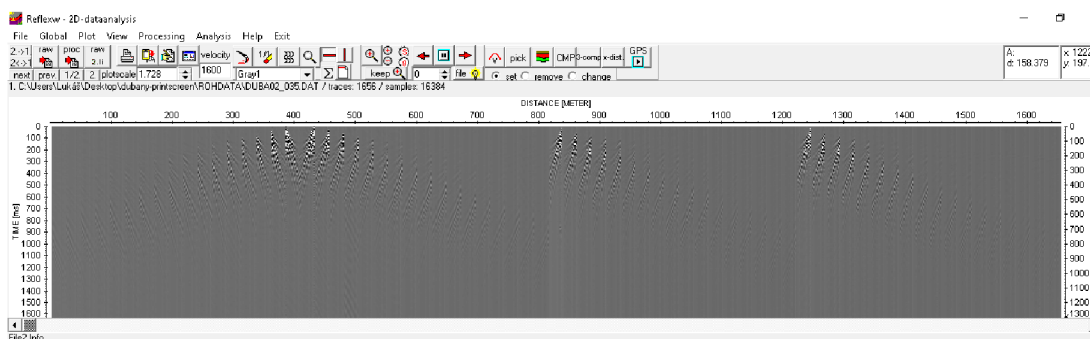 Reflexw - 2D-dataanalysis
File Global Plot View Processing Analysis Help Exit
2->1 raw proc raw velocity pick CMP 3-comp x-dist. GPS
2<->1 2.li
next prev 1/2 2 plotscale 1.728 1600 Gray1 keep 0 file set remove change
A: x: 1222
d: 158.379 y: 197.
1. C:\Users\Lukáš\Desktop\dubany-printscreen\ROHDATA\DUBA02_035.DAT / traces: 1656 / samples: 16384
DISTANCE [METER]
100 200 300 400 500 600 700 800 900 1000 1100 1200 1300 1400 1500 1600
0 0
100 100
200 200
300 300
400 400
500 500
600 600
700 700
800 800
900 900
1000 1000
1100 1100
1200
1300 1200
1400
1500
1600 1300
TIME [ms]
File2 Info